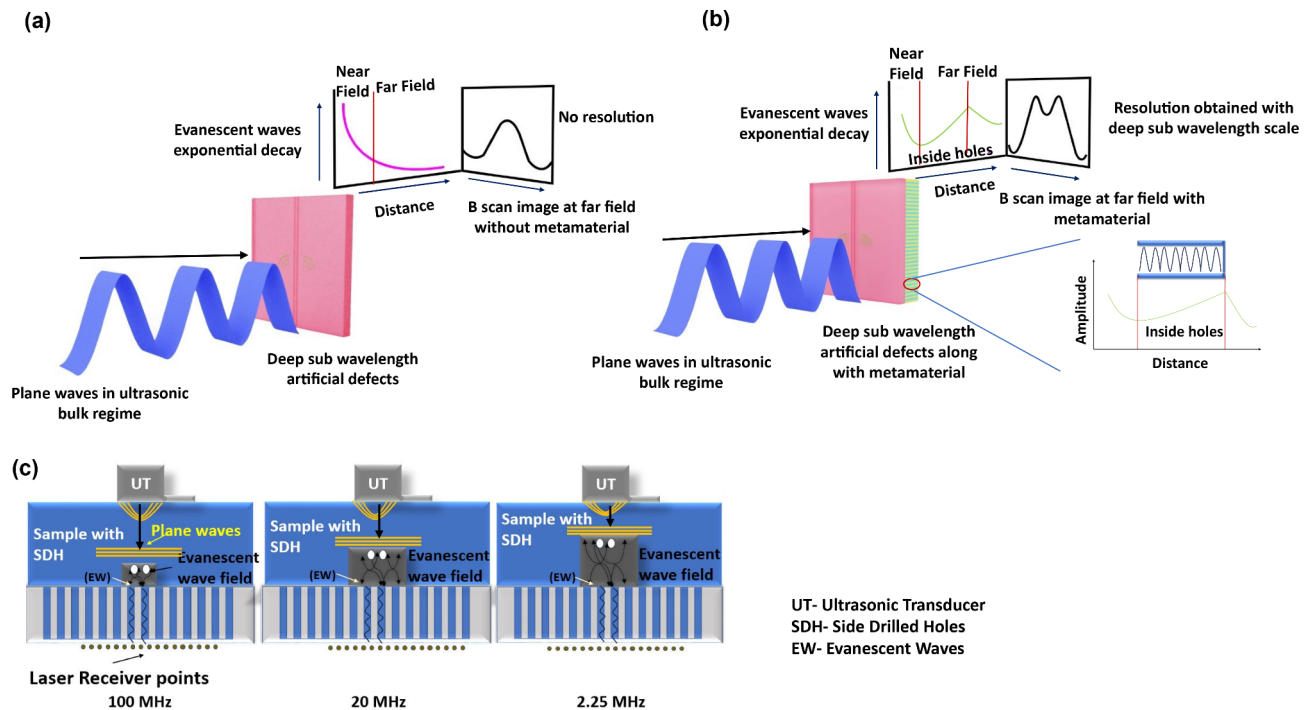 (a)
Near
Field
Far Field
Evanescent waves
exponential decay
No resolution
Distance
B scan image at far field
without metamaterial
Deep sub wavelength
artificial defects
Plane waves in ultrasonic
bulk regime
(b)
Near
Field
Far Field
Evanescent waves
exponential decay
Inside holes
Resolution obtained with
deep sub wavelength scale
Distance
B scan image at far field with
metamaterial
Deep sub wavelength
artificial defects along
with metamaterial
Plane waves in ultrasonic
bulk regime
Amplitude
Inside holes
Distance
(c)
UT
Sample with
SDH
Plane waves
Evanescent
wave field
(EW)
Laser Receiver points
100 MHz
UT
Sample with
SDH
Evanescent
wave field
(EW)
20 MHz
UT
Sample with
SDH
Evanescent
wave field
(EW)
2.25 MHz
UT- Ultrasonic Transducer
SDH- Side Drilled Holes
EW- Evanescent Waves